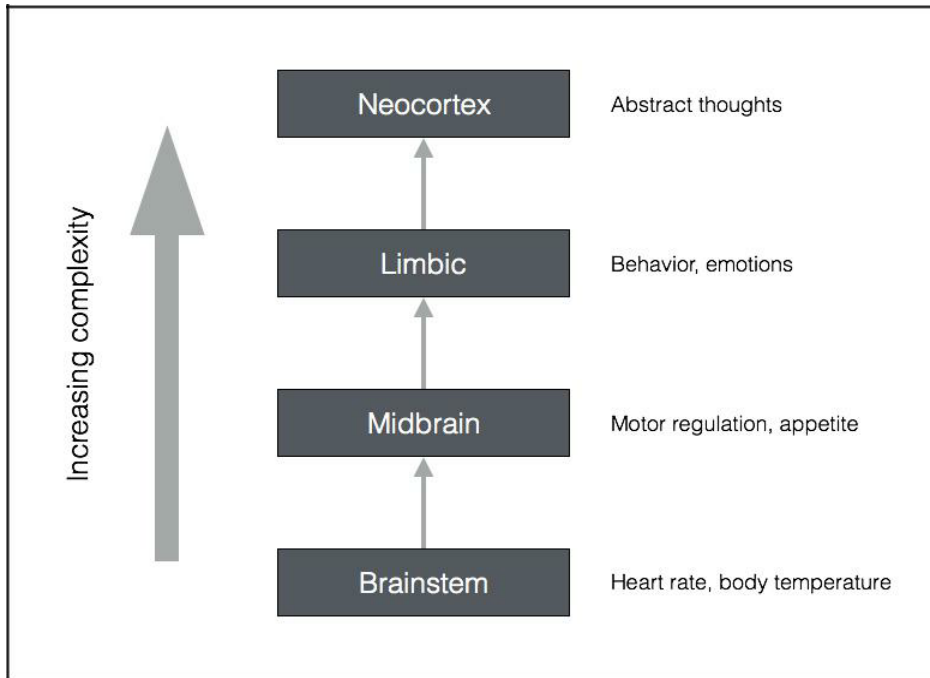 Increasing complexity
Neocortex
Abstract thoughts
Limbic
Behavior, emotions
Midbrain
Motor regulation, appetite
Brainstem
Heart rate, body temperature